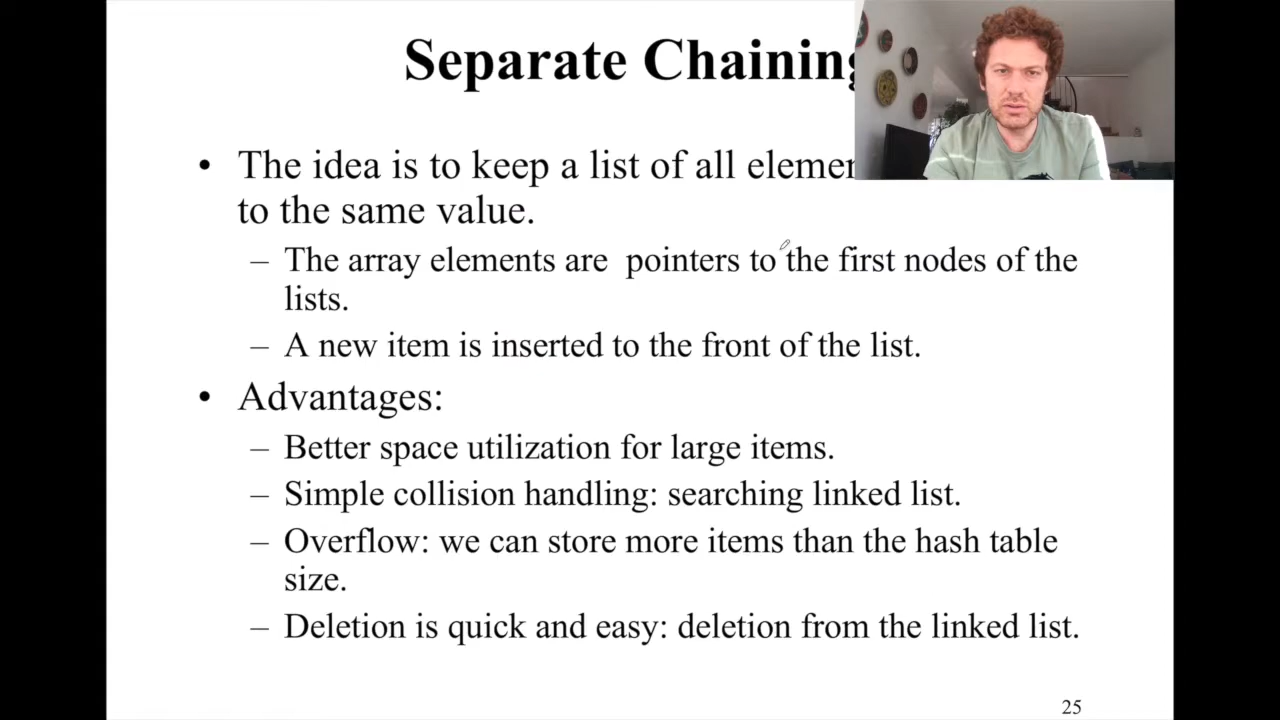 Separate Chaining
• The idea is to keep a list of all
to the same value.
– The array elements are pointers to the first nodes of the
lists.
– A new item is inserted to the front of the list.
• Advantages:
– Better space utilization for large items.
– Simple collision handling: searching linked list.
– Overflow: we can store more items than the hash table
size.
– Deletion is quick and easy: deletion from the linked list.
25